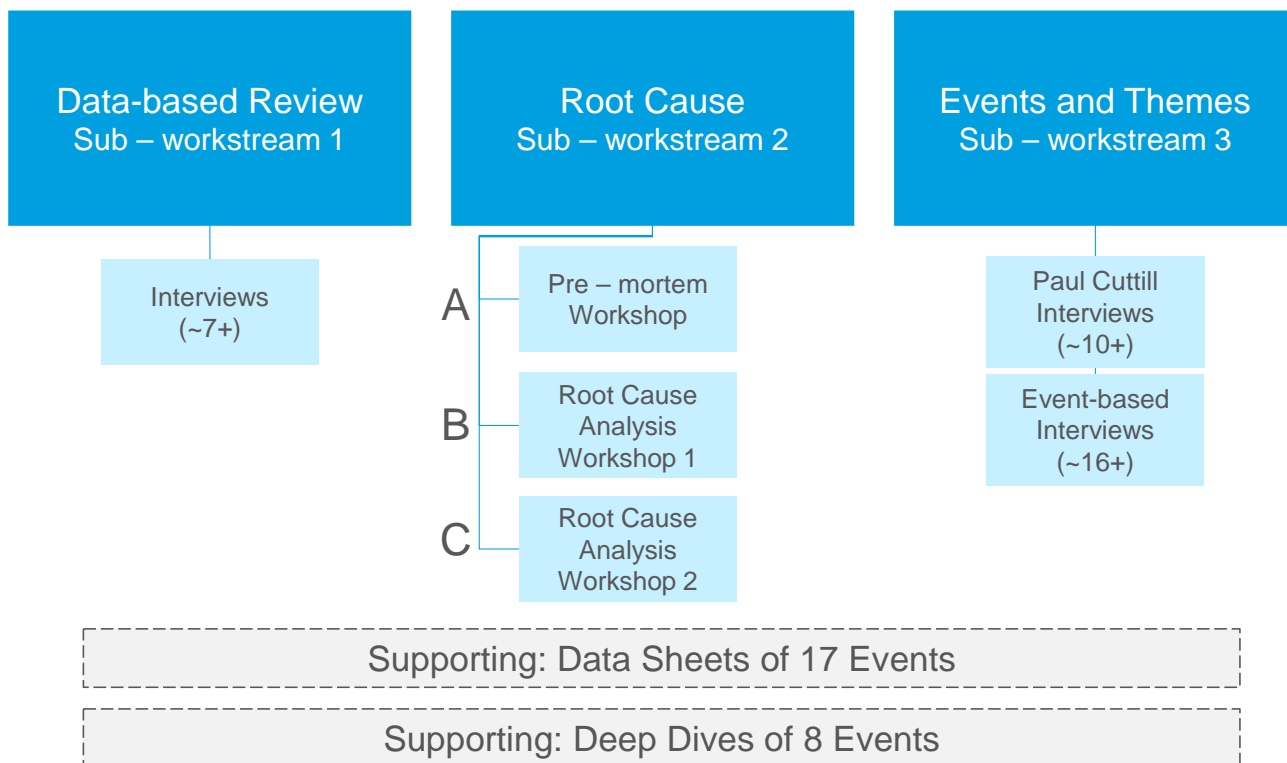 Data-based Review
Sub – workstream 1
Root Cause
Sub – workstream 2
Events and Themes
Sub – workstream 3
Interviews
(~7+)
A
Pre – mortem
Workshop
B
Root Cause
Analysis
Workshop 1
C
Root Cause
Analysis
Workshop 2
Paul Cuttill
Interviews
(~10+)
Event-based
Interviews
(~16+)
Supporting: Data Sheets of 17 Events
Supporting: Deep Dives of 8 Events